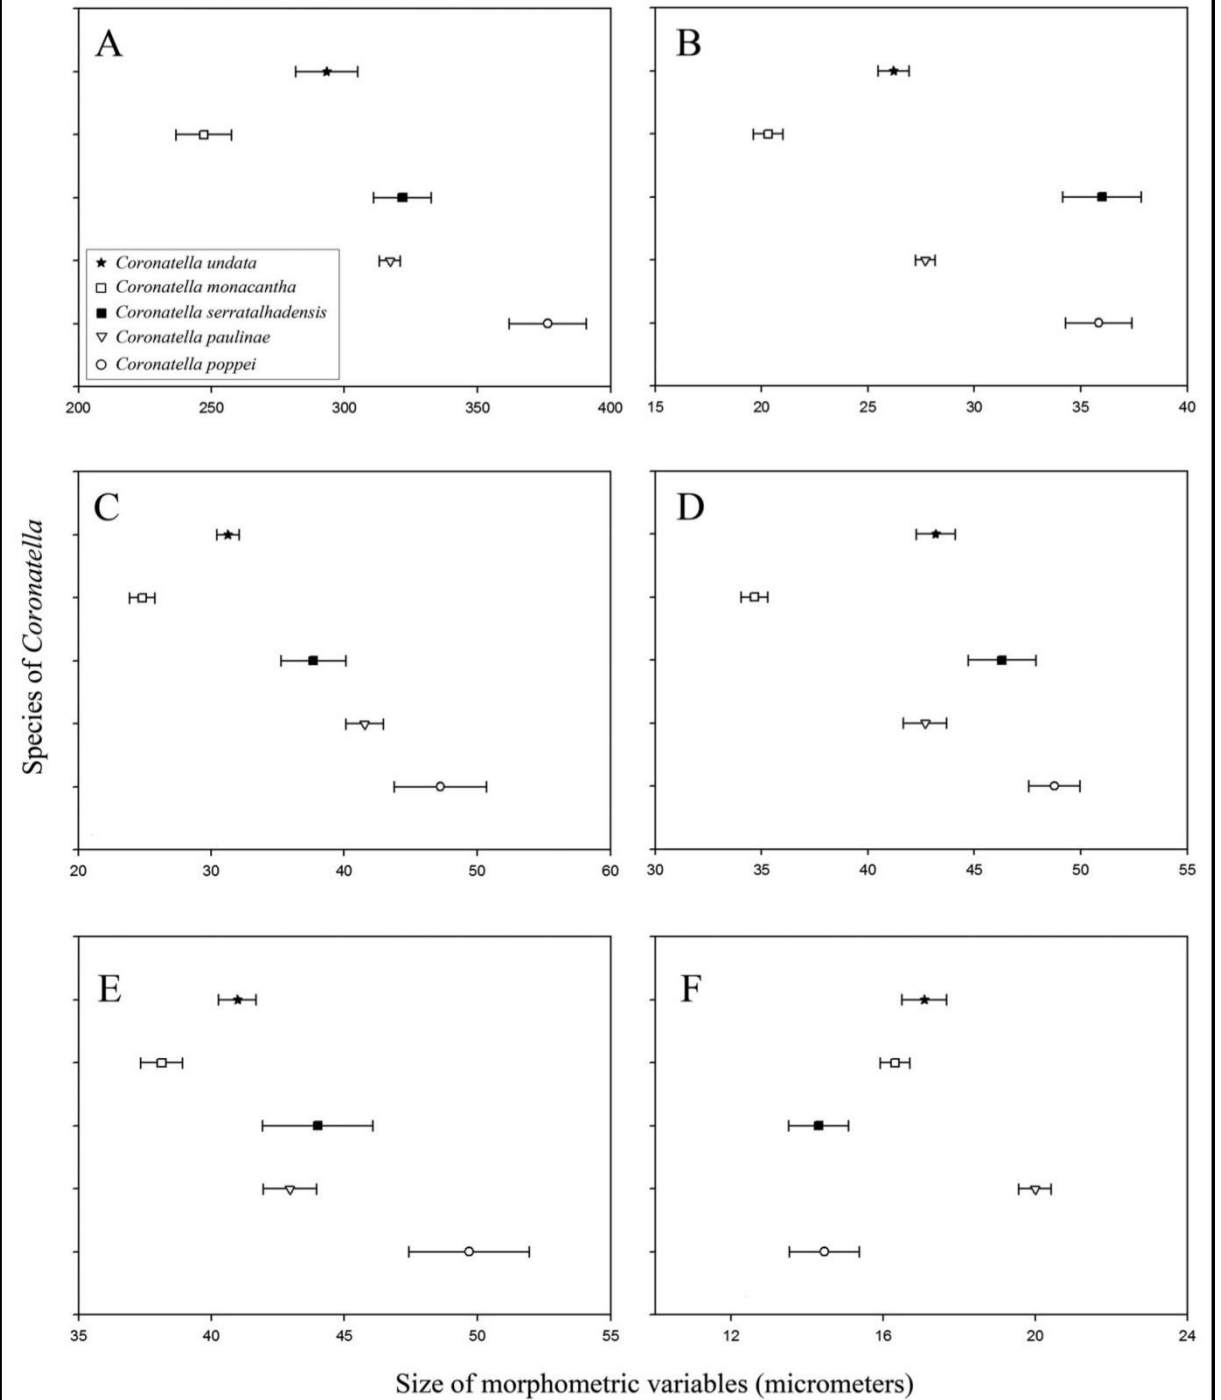 A
B
Coronatella undata
Coronatella monacantha
Coronatella serratalhadensis
Coronatella paulinae
Coronatella poppei
200 250 300 350 400
15 20 25 30 35 40
C
D
Species of Coronatella
20 30 40 50 60
30 35 40 45 50 55
E
F
35 40 45 50 55
12 16 20 24
Size of morphometric variables (micrometers)